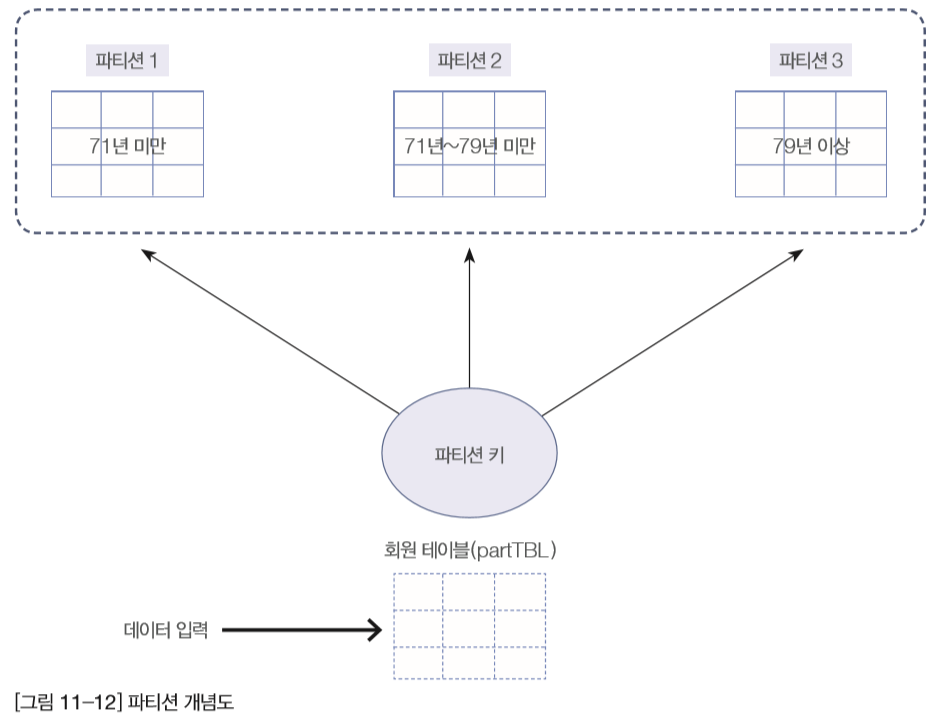 파티션 1
파티션 2
파티션 3
71년 미만
71년~79년 미만
79년 이상
파티션 키
회원 테이블(partTBL)
데이터 입력
[그림 11-12] 파티션 개념도